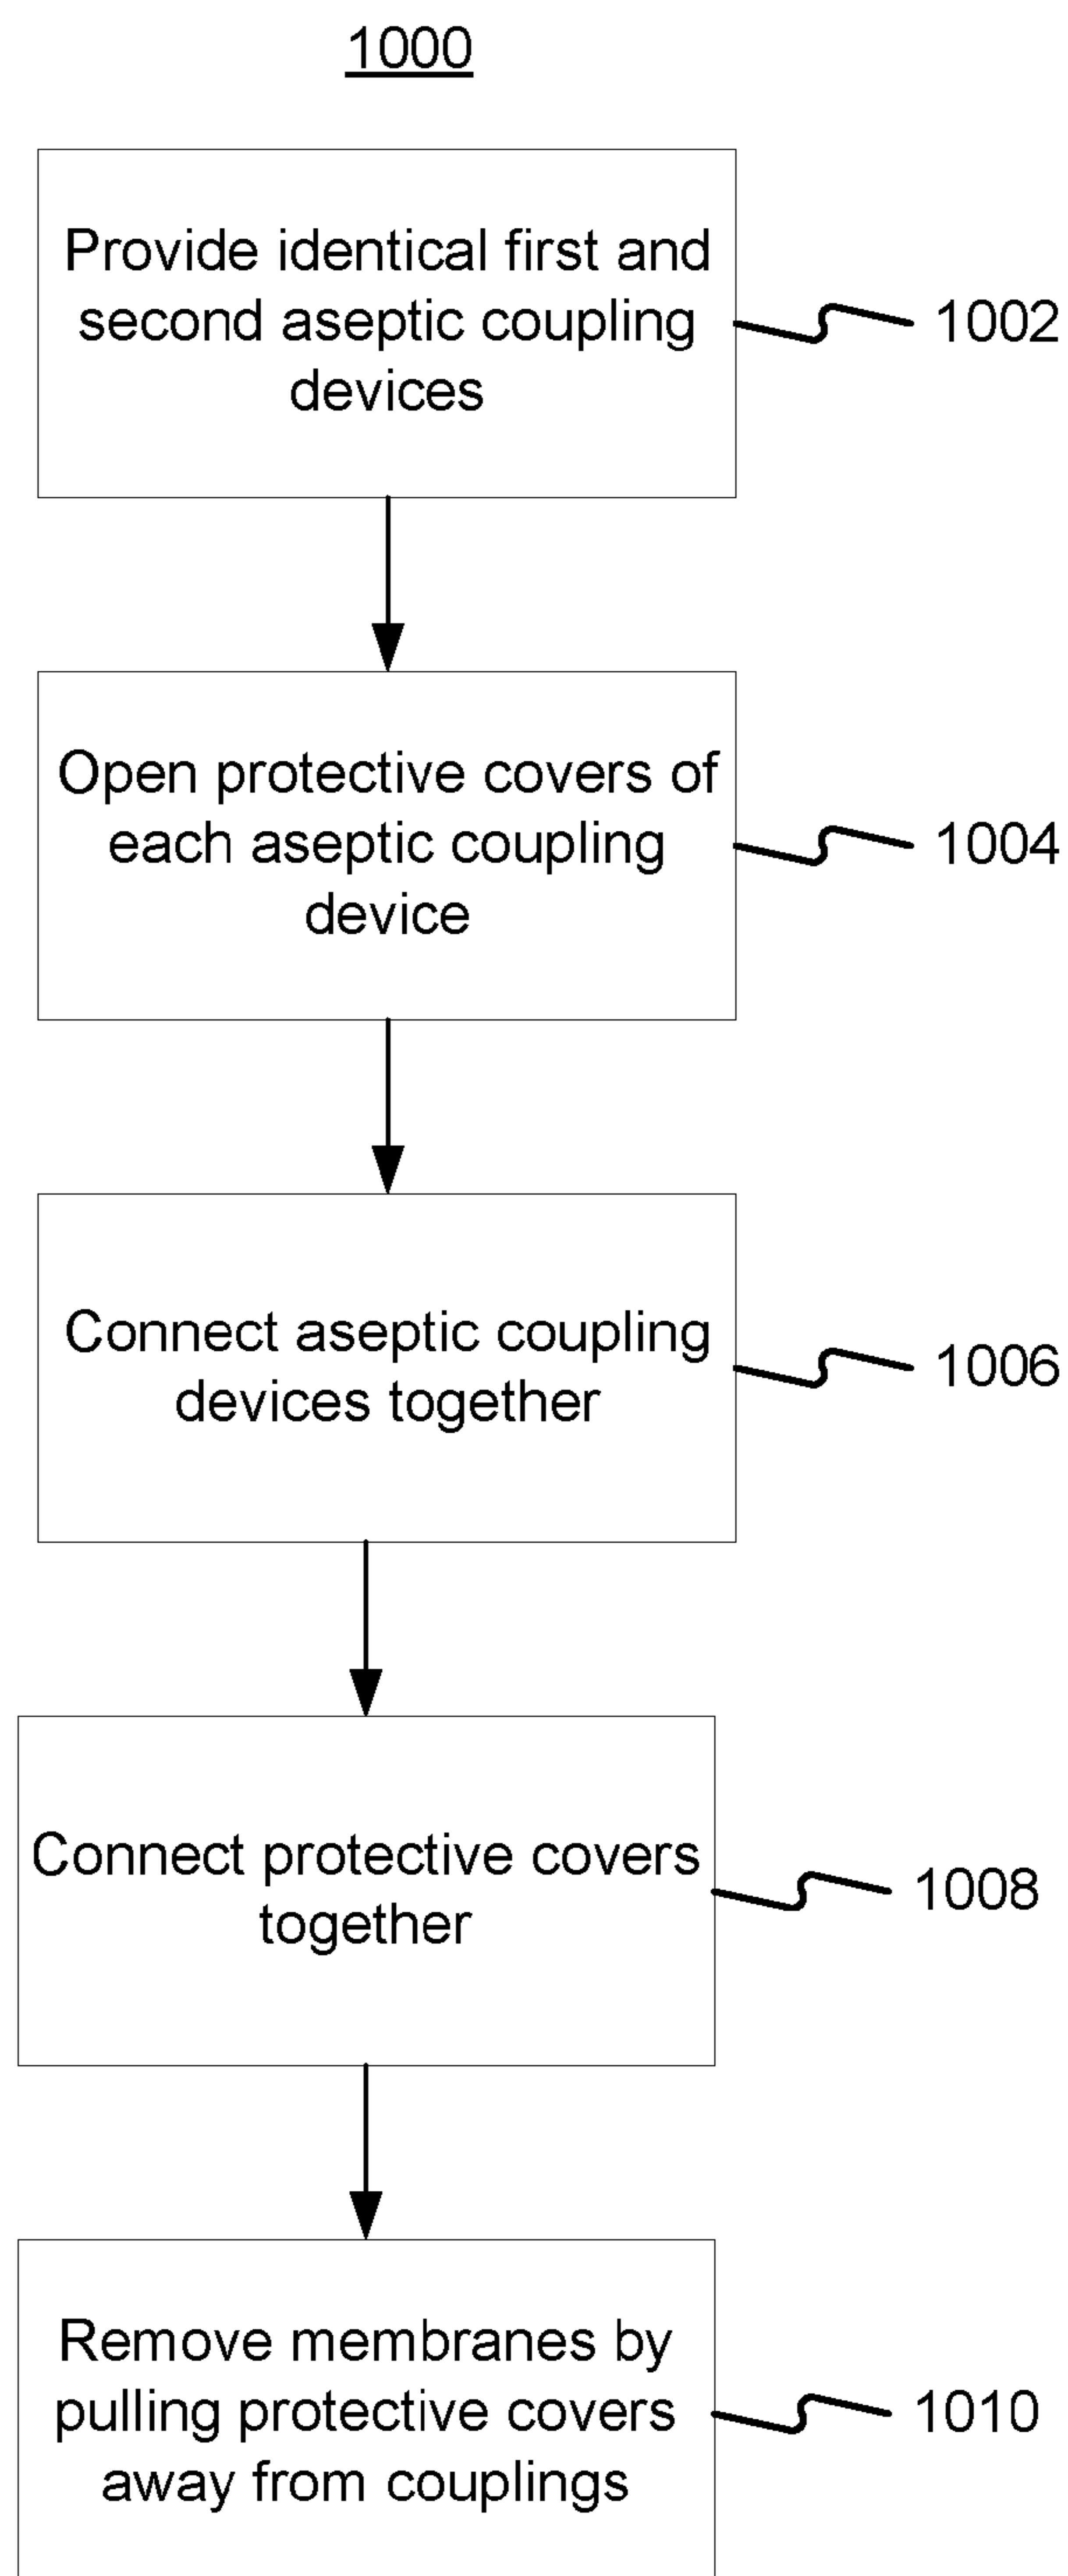 1000
Provide identical first and
second aseptic coupling
devices
1002
Open protective covers of
each aseptic coupling
device
1004
Connect aseptic coupling
devices together
1006
Connect protective covers
together
1008
Remove membranes by
pulling protective covers
away from couplings
1010